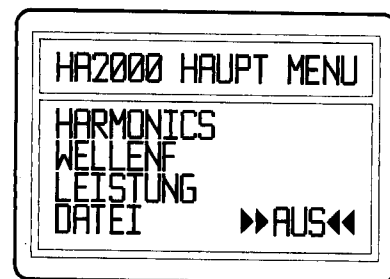 HA2000 HAUPT MENU
HARMONICS
WELLENF
LEISTUNG
DATEI ▶▶AUS◀◀